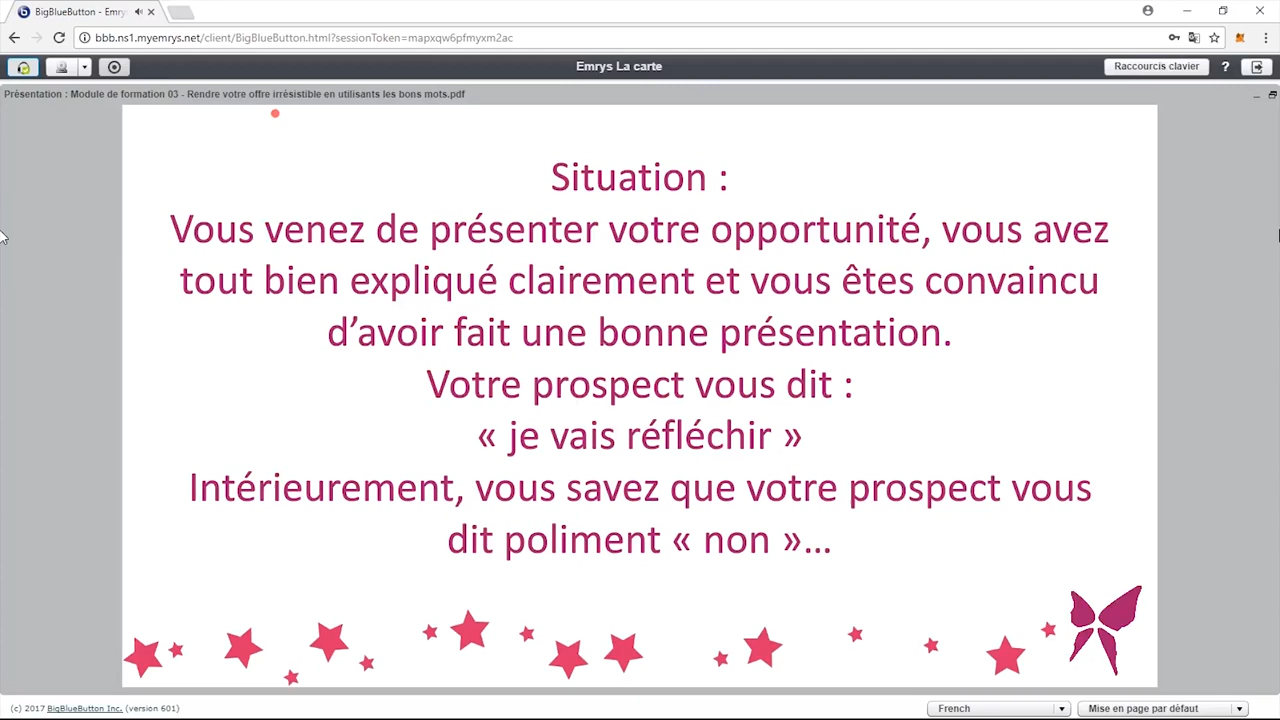 BigBlueButton - Emry
bbb.ns1.myemrys.net/client/BigBlueButton.html?sessionToken=mapxqw6pfmyxm2ac
Emrys La carte
Raccourcis clavier
?
Présentation : Module de formation 03 - Rendre votre offre irrésistible en utilisants les bons mots.pdf
Situation :
Vous venez de présenter votre opportunité, vous avez
tout bien expliqué clairement et vous êtes convaincu
d’avoir fait une bonne présentation.
Votre prospect vous dit :
« je vais réfléchir »
Intérieurement, vous savez que votre prospect vous
dit poliment « non »…
(c) 2017 BigBlueButton Inc. (version 601)
French
Mise en page par défaut